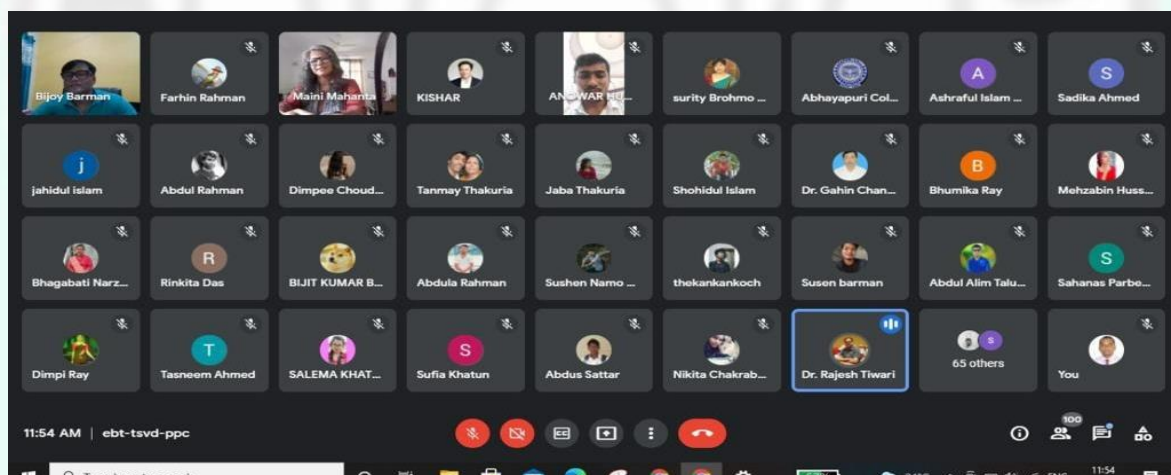 Bijoy Barman
Farhin Rahman
Maini Mahanta
KISHAR
surity Brohmo ...
Abhayapuri Col...
A
Ashraful Islam ...
S
Sadika Ahmed
j
jahidul islam
Abdul Rahman
Dimpee Choud...
Tanmay Thakuria
Jaba Thakuria
Shohidul Islam
Dr. Gahin Chan...
B
Bhumika Ray
Mehzabin Huss...
Bhagabati Narz...
R
Rinkita Das
BIJIT KUMAR B...
Abdula Rahman
Sushen Namo ...
thekankankoch
Susen barman
Abdul Alim Talu...
S
Sahanas Parbe...
Dimpi Ray
T
Tasneem Ahmed
SALEMA KHAT...
S
Sufia Khatun
Abdus Sattar
Nikita Chakrab...
Dr. Rajesh Tiwari
S
65 others
You
11:54 AM | ebt-tsvd-ppc
CC
100
ENG
11:54